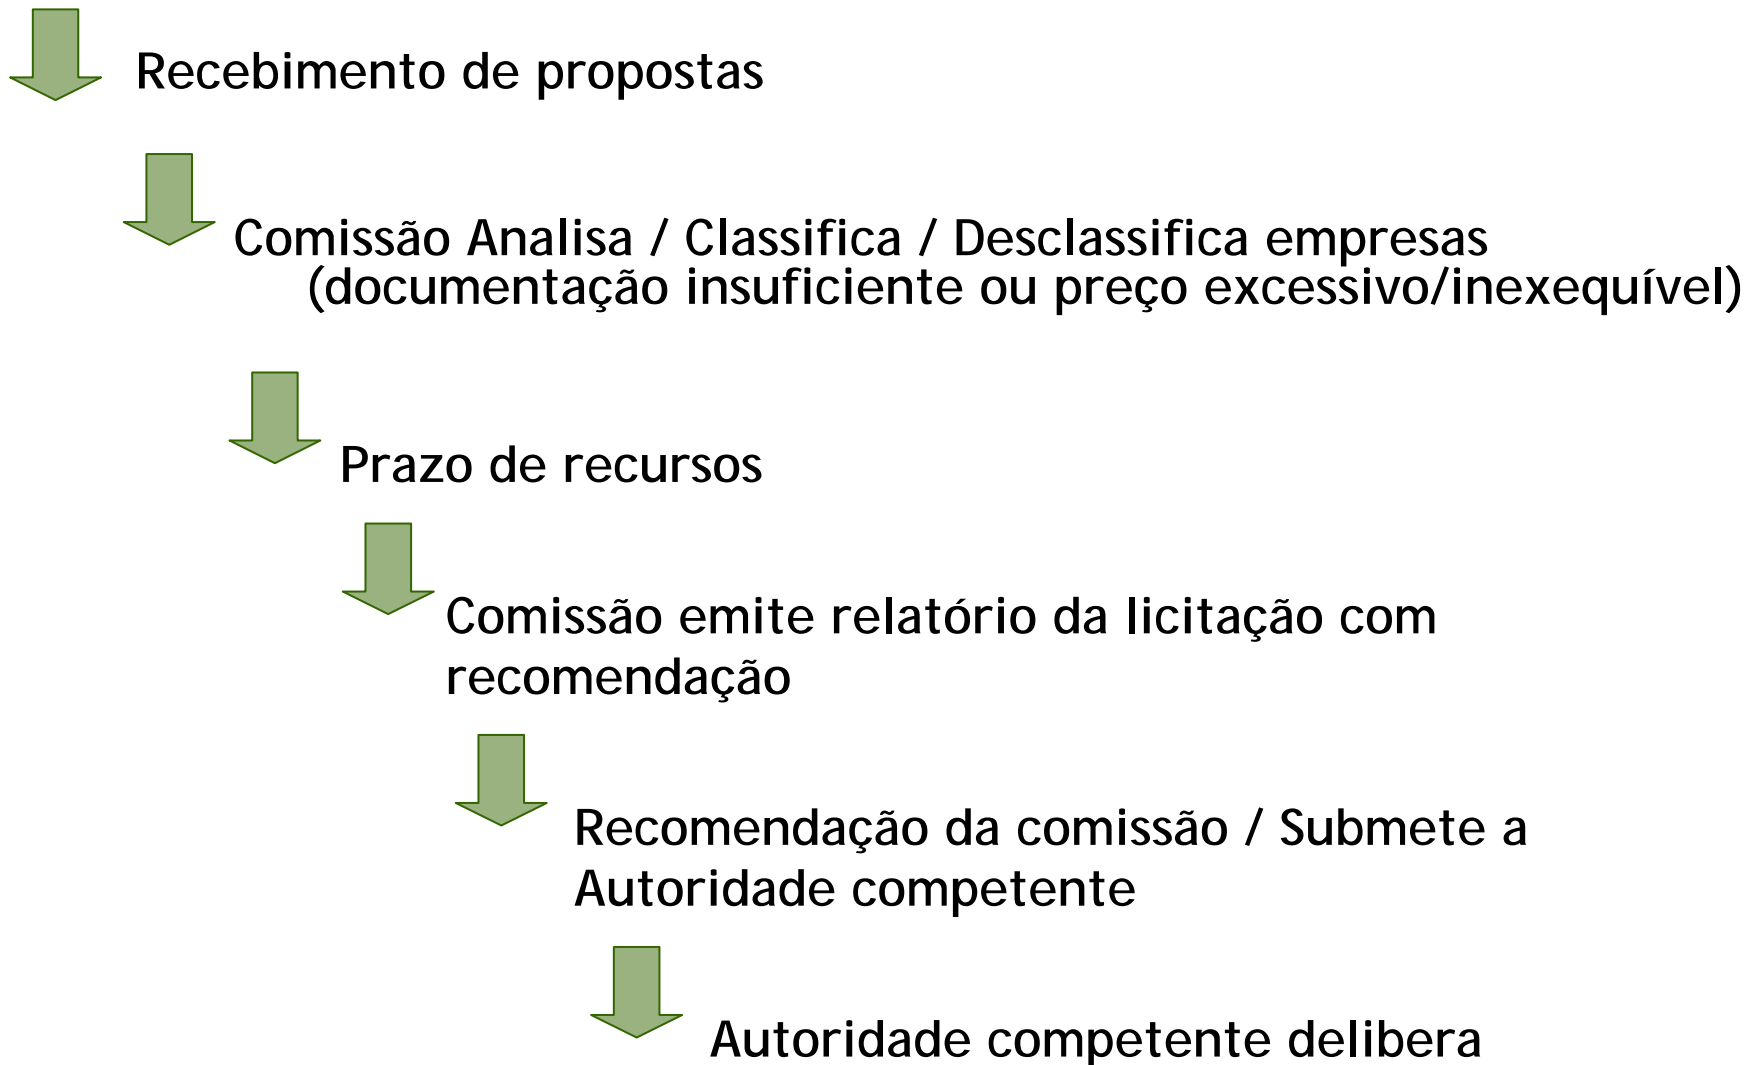 Recebimento de propostas
Comissão Analisa / Classifica / Desclassifica empresas
(documentação insuficiente ou preço excessivo/inexequível)
Prazo de recursos
Comissão emite relatório da licitação com
recomendação
Recomendação da comissão / Submete a
Autoridade competente
Autoridade competente delibera